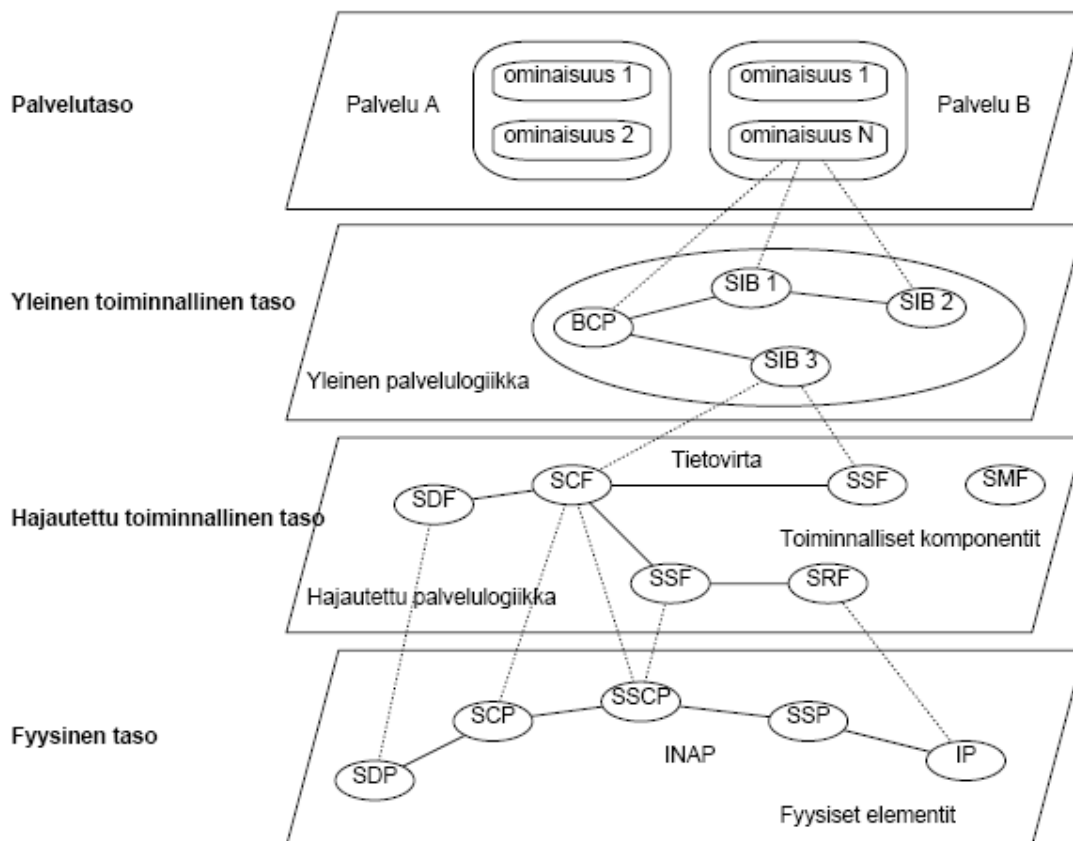 ominaisuus 1
ominaisuus 1
Palvelutaso
Palvelu A
Palvelu B
ominaisuus 2
ominaisuus N
SIB 1
SIB 2
Yleinen toiminnallinen taso
BCP
SIB 3
Yleinen palvelulogiikka
Tietovirta
SCF
SSF
SMF
SDF
Hajautettu toiminnallinen taso
Toiminnalliset komponentit
SSF
SRF
Hajautettu palvelulogiikka
SSCP
SCP
SSP
Fyysinen taso
INAP
IP
SDP
Fyysiset elementit